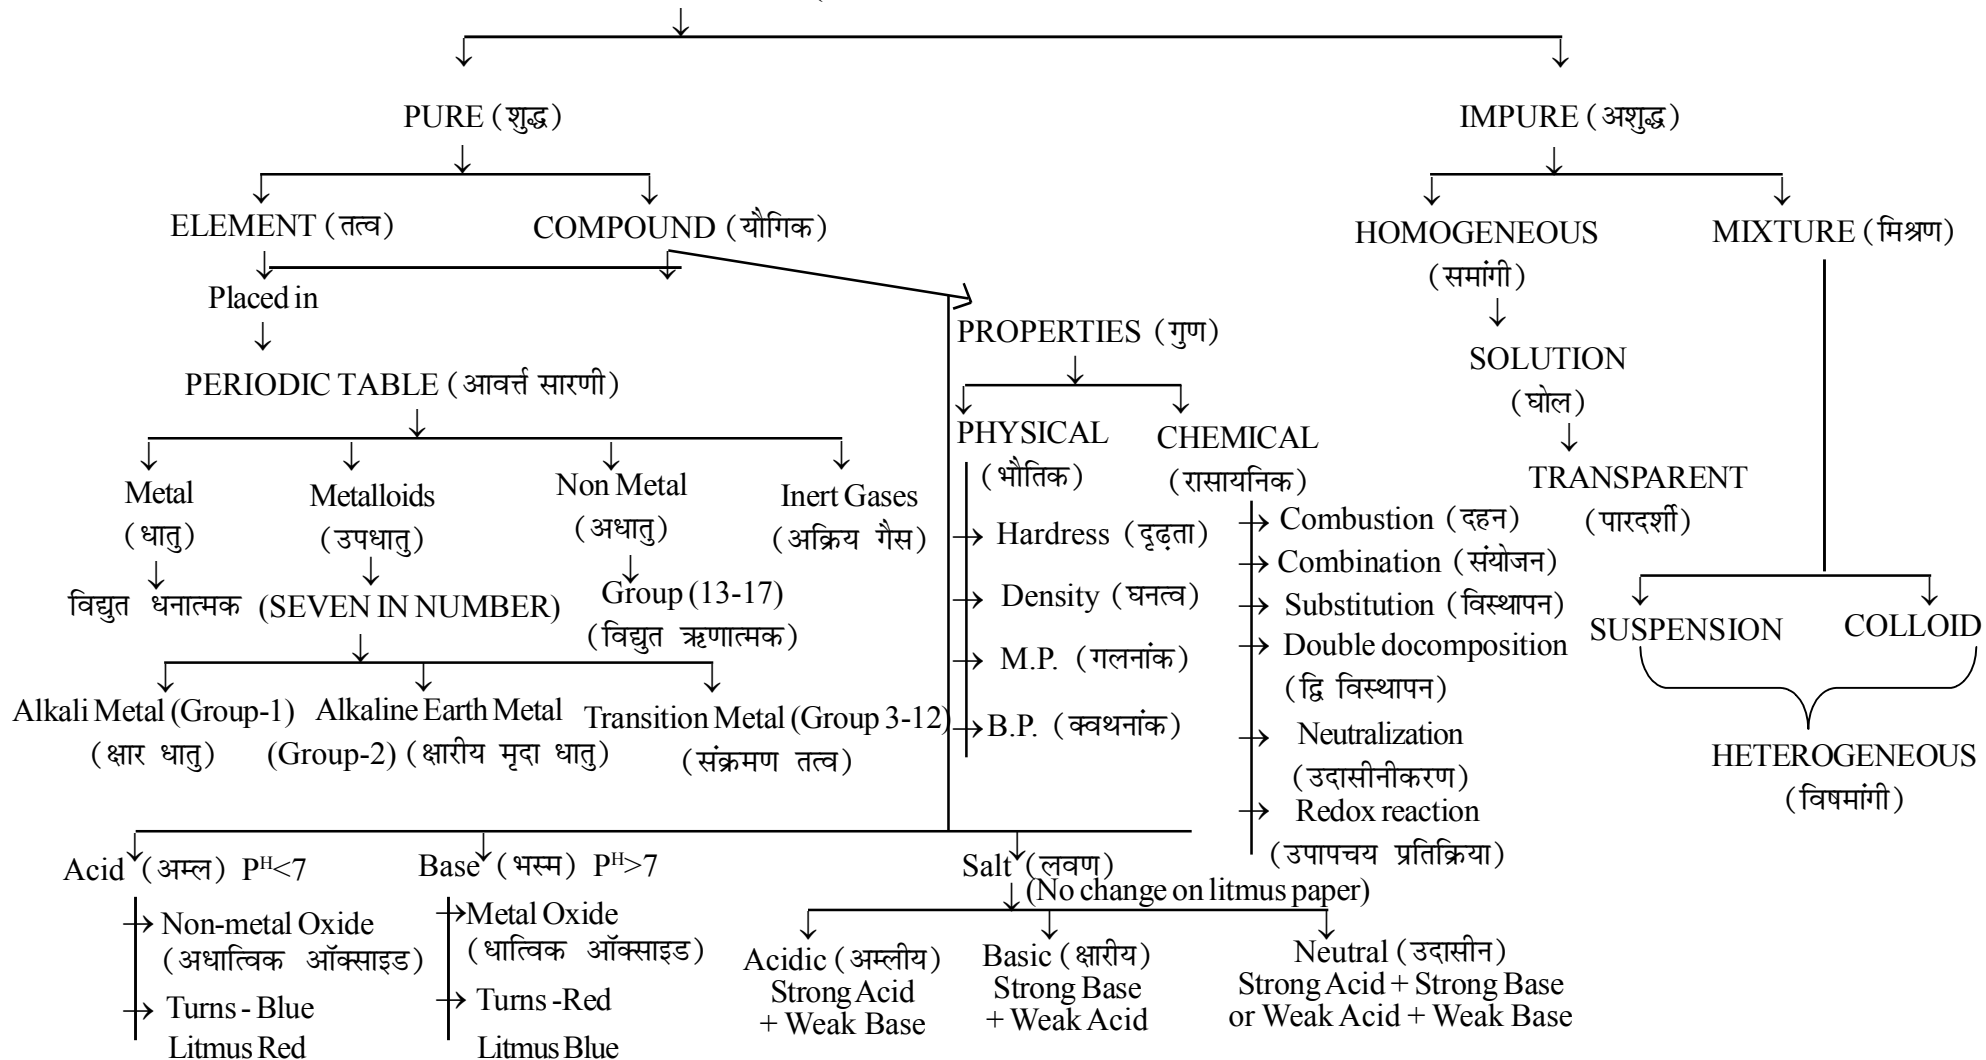 PURE (शुद्ध)
IMPURE (अशुद्ध)
ELEMENT (तत्व)
COMPOUND (यौगिक)
HOMOGENEOUS
(समांगी)
MIXTURE (मिश्रण)
Placed in
PROPERTIES (गुण)
SOLUTION
(घोल)
PERIODIC TABLE (आवर्त्त सारणी)
PHYSICAL
(भौतिक)
CHEMICAL
(रासायनिक)
TRANSPARENT
(पारदर्शी)
Metal
(धातु)
Metalloids
(उपधातु)
Non Metal
(अधातु)
Inert Gases
(अक्रिय गैस)
विद्युत धनात्मक
(SEVEN IN NUMBER)
Group (13-17)
(विद्युत ऋणात्मक)
Hardress (दृढ़ता)
Density (घनत्व)
M.P. (गलनांक)
B.P. (क्वथनांक)
Combustion (दहन)
Combination (संयोजन)
Substitution (विस्थापन)
Double docomposition
(द्वि विस्थापन)
Neutralization
(उदासीनीकरण)
Redox reaction
(उपापचय प्रतिक्रिया)
SUSPENSION
COLLOID
HETEROGENEOUS
(विषमांगी)
Alkali Metal (Group-1)
(क्षार धातु)
Alkaline Earth Metal
(Group-2) (क्षारीय मृदा धातु)
Transition Metal (Group 3-12)
(संक्रमण तत्व)
Acid (अम्ल) Pᴴ<7
Non-metal Oxide
(अधात्विक ऑक्साइड)
Turns - Blue
Litmus Red
Base (भस्म) Pᴴ>7
Metal Oxide
(धात्विक ऑक्साइड)
Turns -Red
Litmus Blue
Salt (लवण)
(No change on litmus paper)
Acidic (अम्लीय)
Strong Acid
+ Weak Base
Basic (क्षारीय)
Strong Base
+ Weak Acid
Neutral (उदासीन)
Strong Acid + Strong Base
or Weak Acid + Weak Base